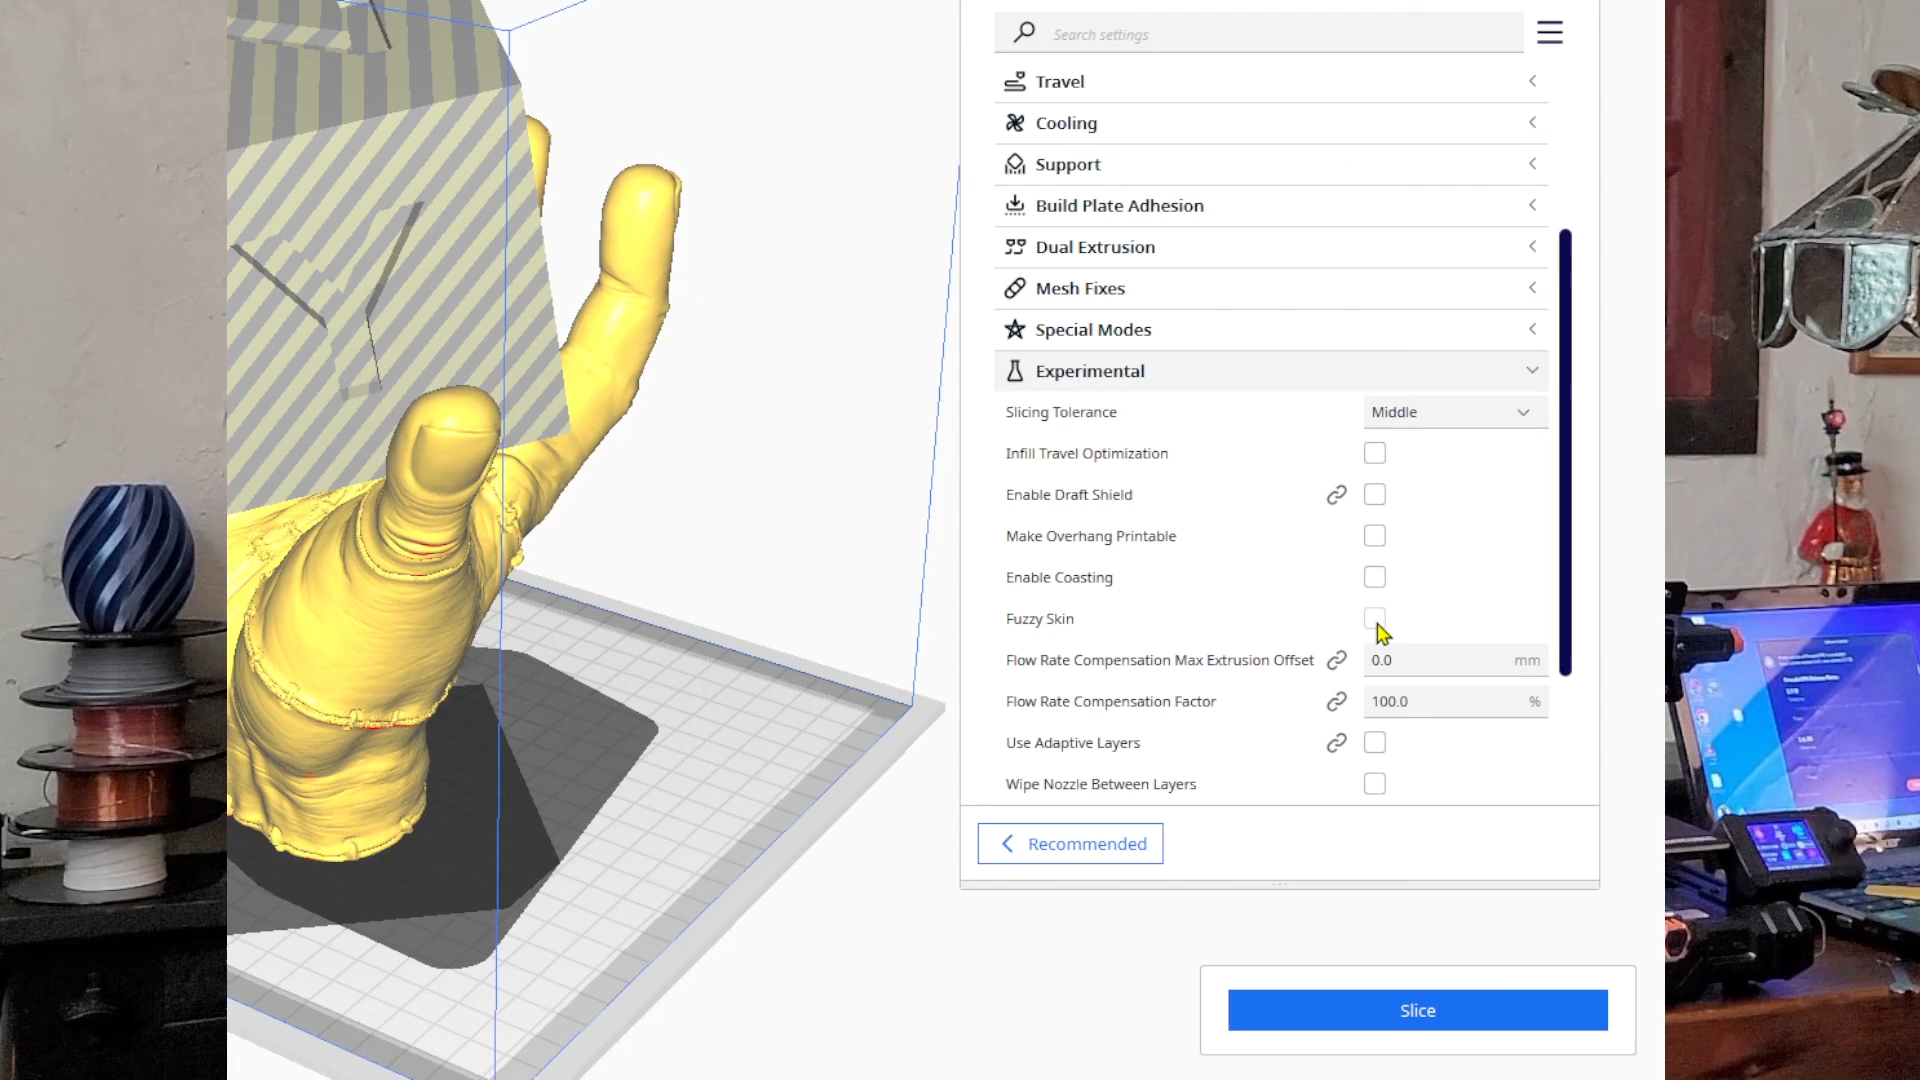 Search settings
Travel
Cooling
Support
Build Plate Adhesion
Dual Extrusion
Mesh Fixes
Special Modes
Experimental
Slicing Tolerance Middle
Infill Travel Optimization
Enable Draft Shield
Make Overhang Printable
Enable Coasting
Fuzzy Skin
Flow Rate Compensation Max Extrusion Offset 0.0 mm
Flow Rate Compensation Factor 100.0 %
Use Adaptive Layers
Wipe Nozzle Between Layers
Recommended
Slice